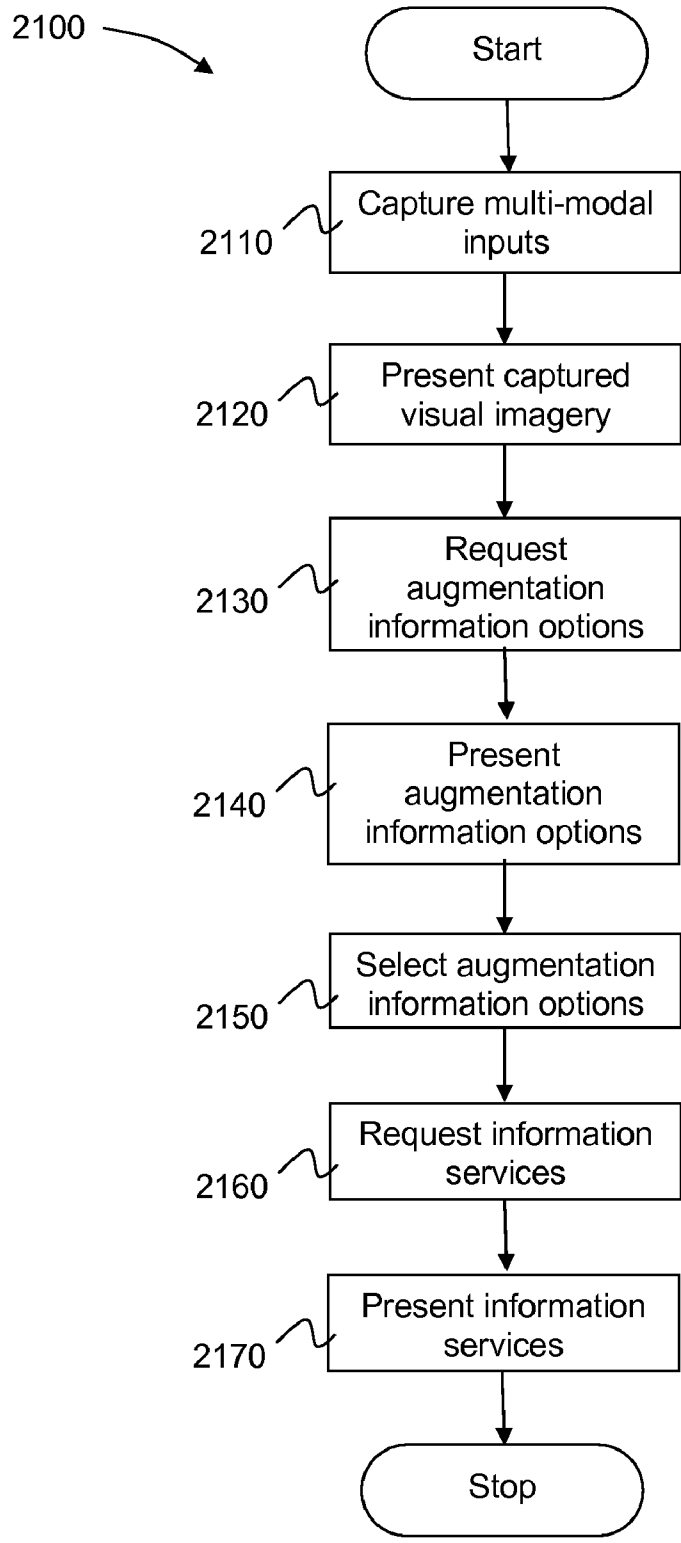 2100
Start
2110
Capture multi-modal
inputs
2120
Present captured
visual imagery
2130
Request
augmentation
information options
2140
Present
augmentation
information options
2150
Select augmentation
information options
2160
Request information
services
2170
Present information
services
Stop